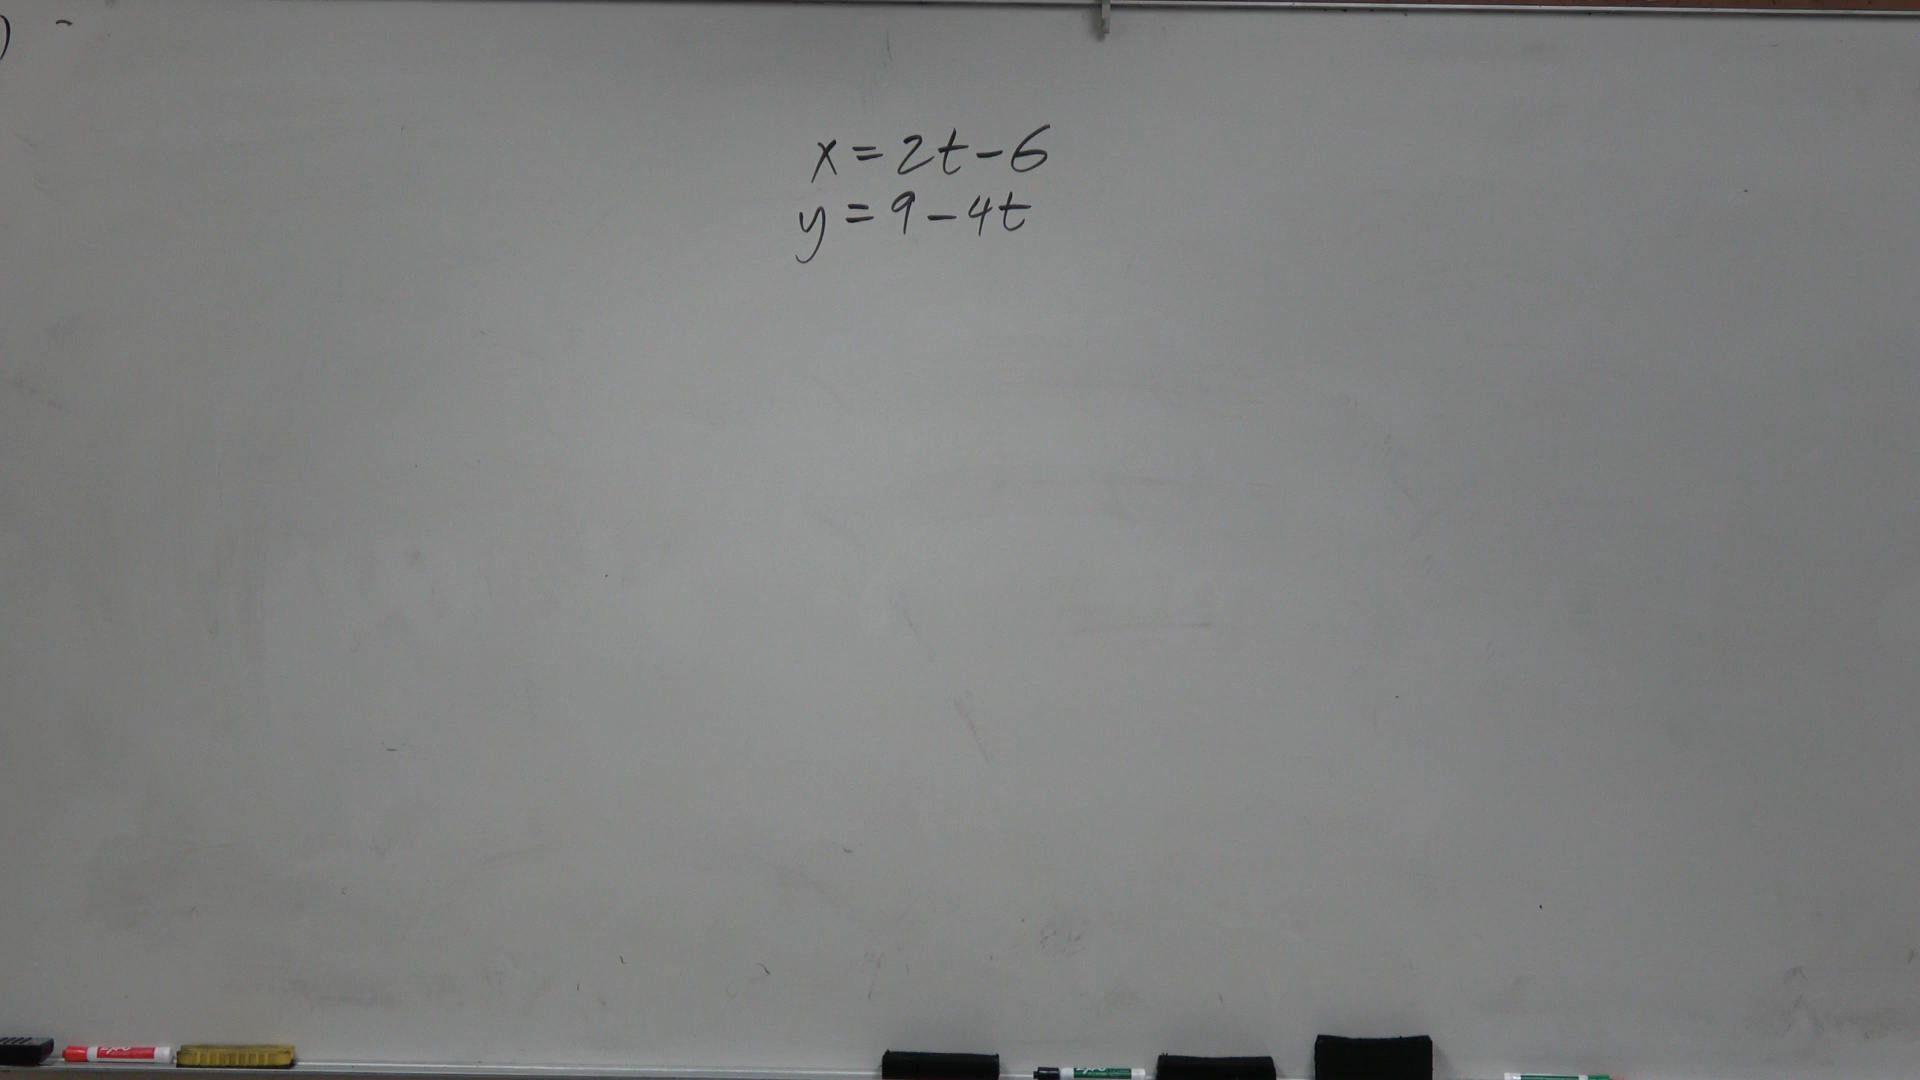 x = 2t - 6
y = 9 - 4t